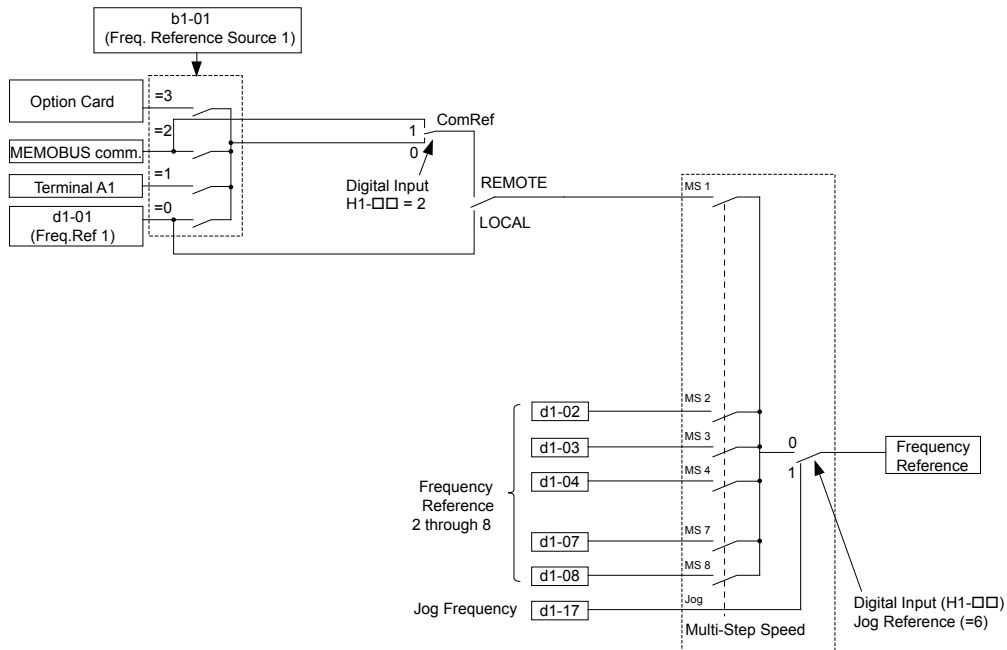 b1-01
(Freq. Reference Source 1)
Option Card
=3
=2
MEMOBUS comm.
=1
Terminal A1
=0
d1-01
(Freq.Ref 1)
ComRef
1
0
Digital Input
H1-□□ = 2
REMOTE
LOCAL
MS 1
MS 2
d1-02
MS 3
d1-03
MS 4
d1-04
Frequency
Reference
2 through 8
MS 7
d1-07
MS 8
d1-08
Jog Frequency
d1-17
Jog
Multi-Step Speed
0
1
Frequency
Reference
Digital Input (H1-□□)
Jog Reference (=6)